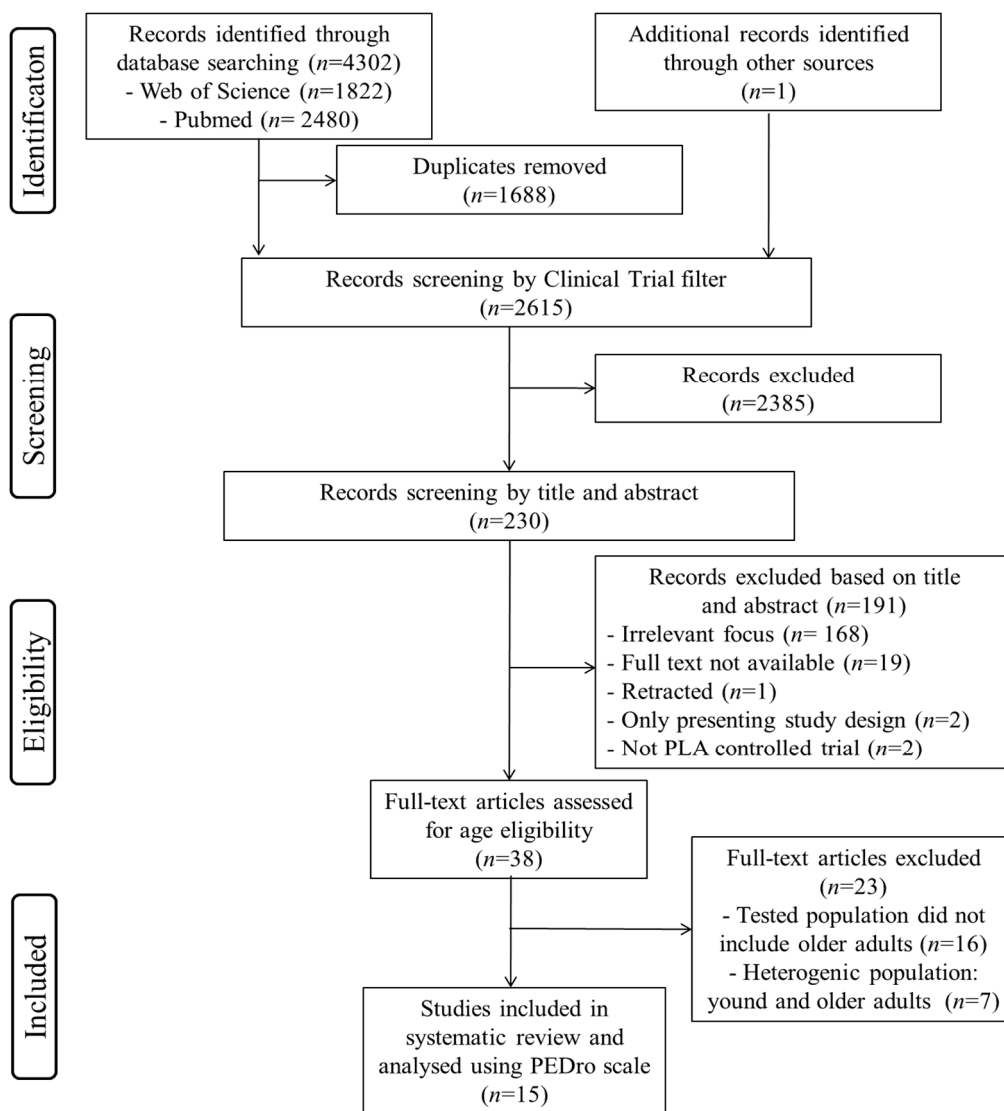 Identificaton
Records identified through
database searching (n=4302)
- Web of Science (n=1822)
- Pubmed (n= 2480)
Additional records identified
through other sources
(n=1)
Duplicates removed
(n=1688)
Records screening by Clinical Trial filter
(n=2615)
Screening
Records excluded
(n=2385)
Records screening by title and abstract
(n=230)
Eligibility
Records excluded based on title
and abstract (n=191)
- Irrelevant focus (n= 168)
- Full text not available (n=19)
- Retracted (n=1)
- Only presenting study design (n=2)
- Not PLA controlled trial (n=2)
Full-text articles assessed
for age eligibility
(n=38)
Included
Full-text articles excluded
(n=23)
- Tested population did not
include older adults (n=16)
- Heterogenic population:
yound and older adults (n=7)
Studies included in
systematic review and
analysed using PEDro scale
(n=15)